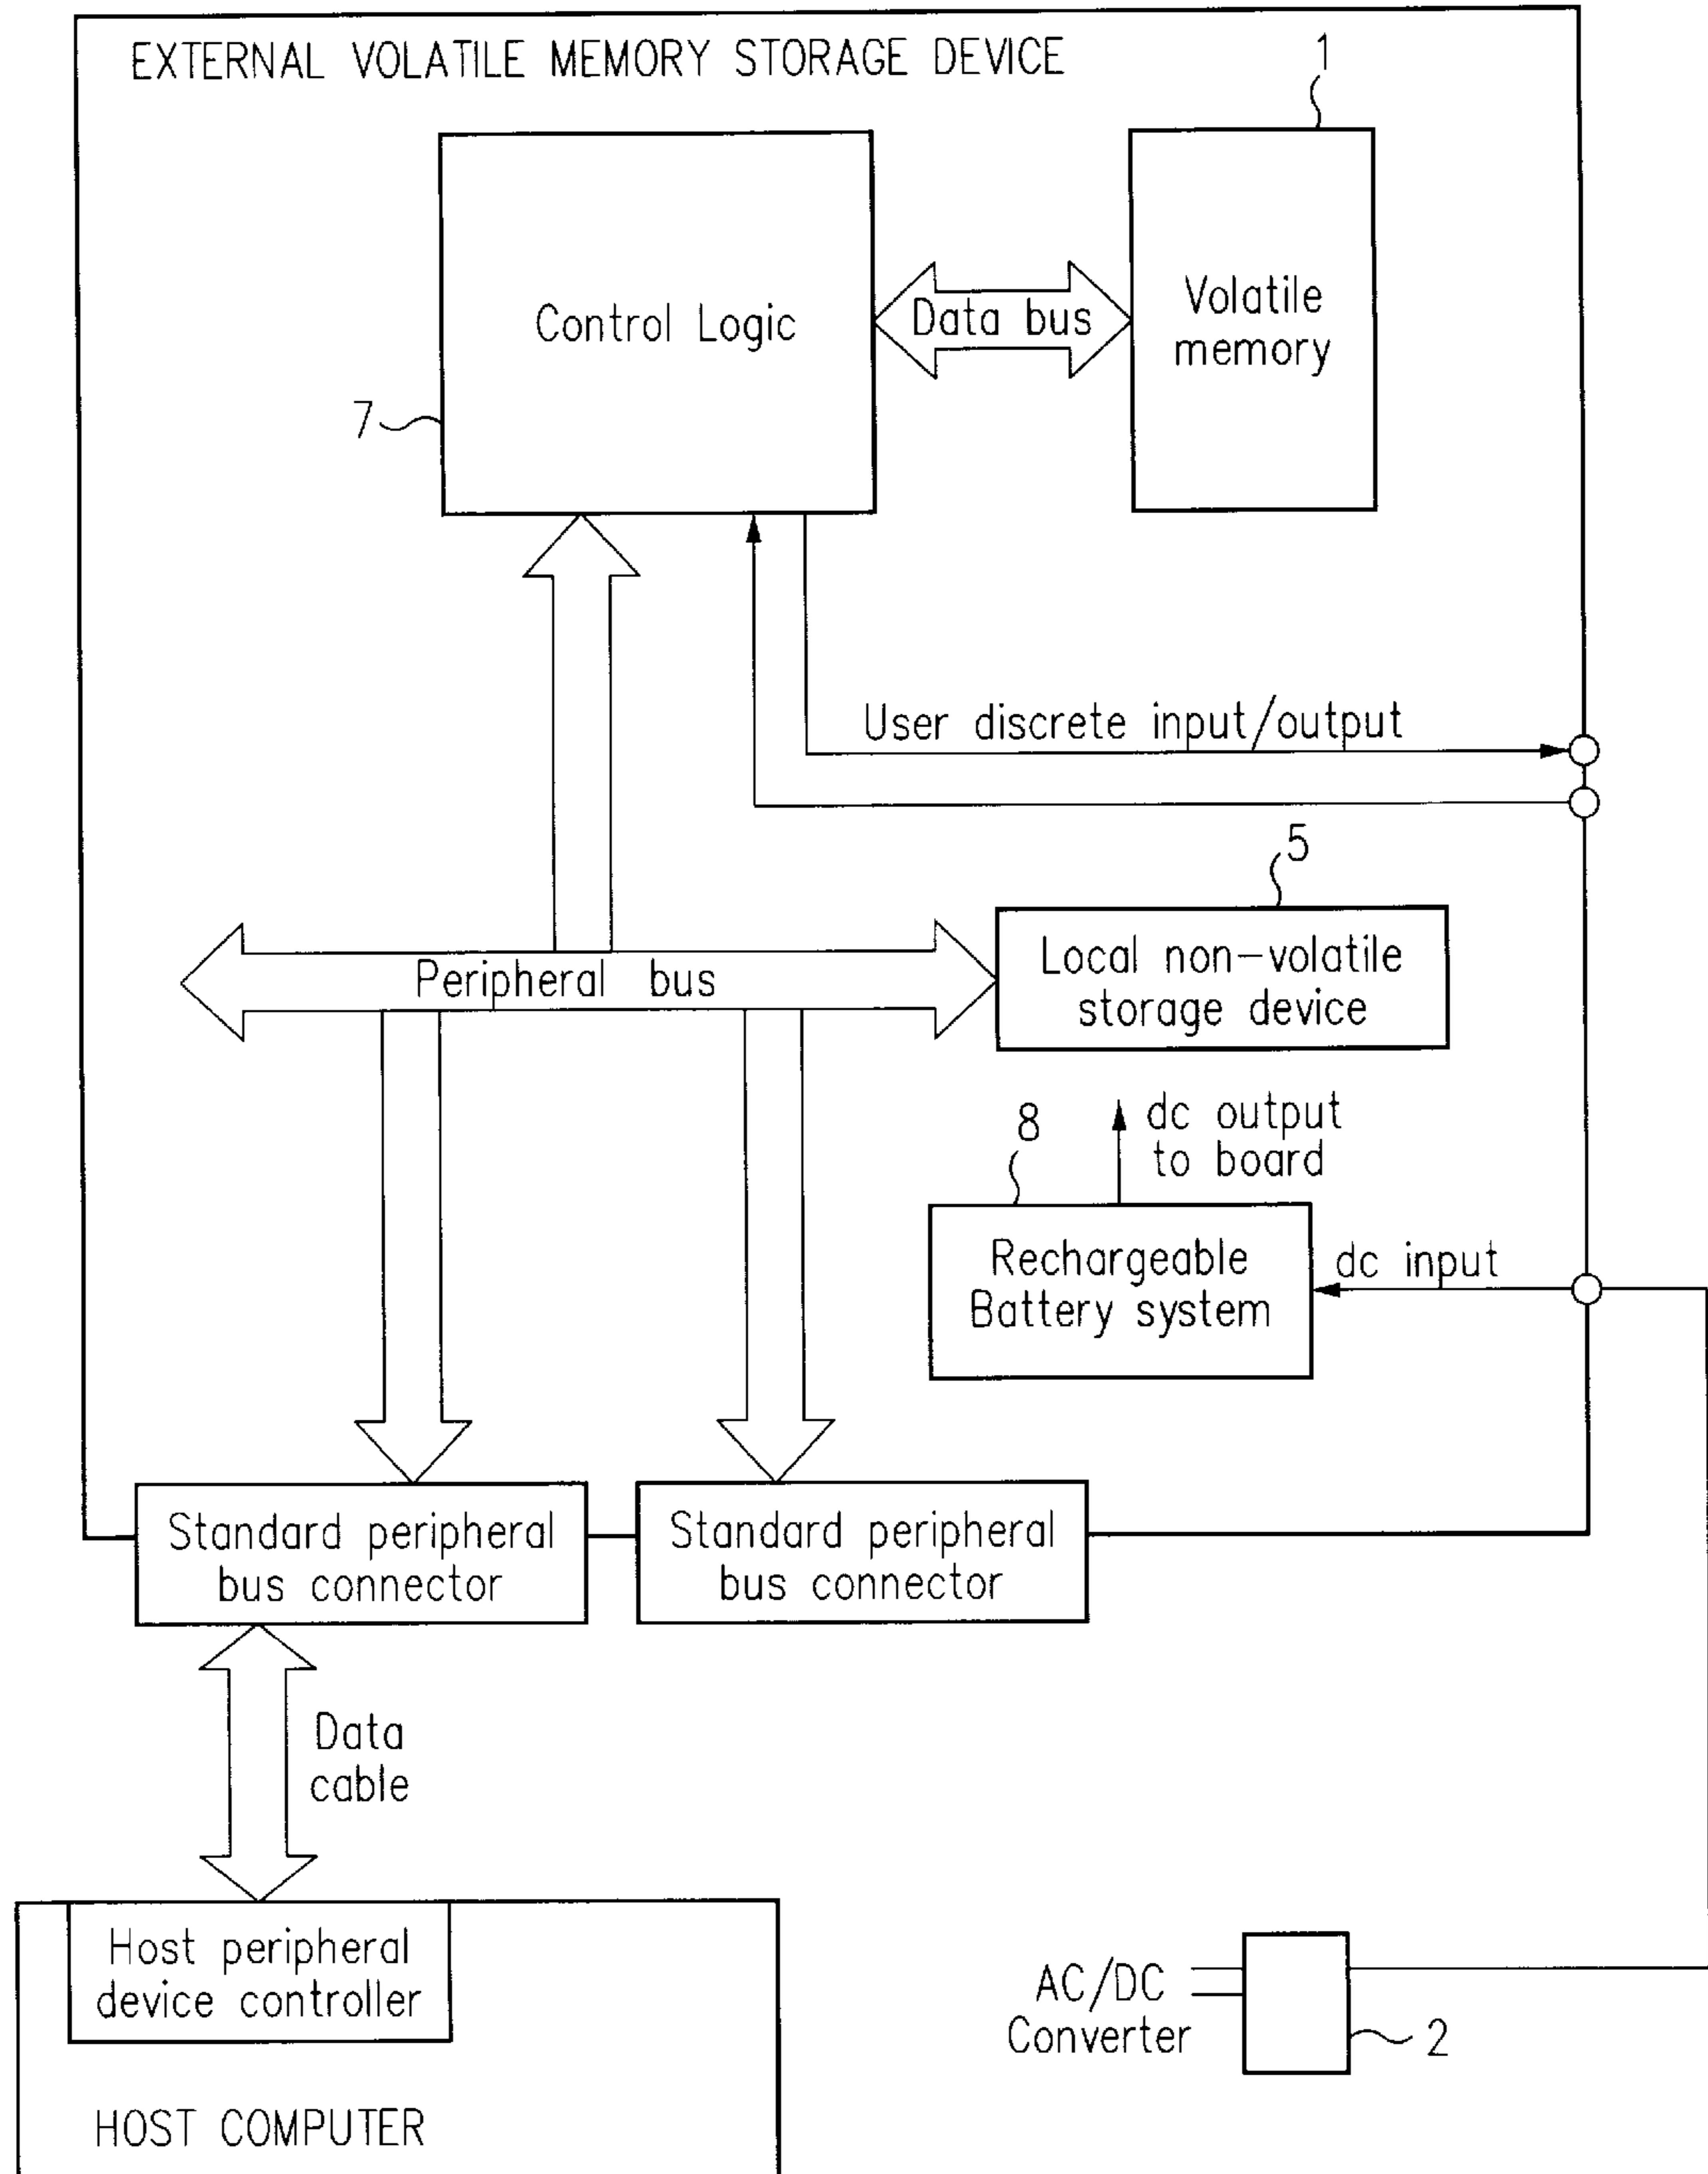 EXTERNAL VOLATILE MEMORY STORAGE DEVICE
1
Control Logic
Data bus
Volatile
memory
7
User discrete input/output
5
Local non-volatile
storage device
Peripheral bus
8
dc output
to board
Rechargeable
Battery system
dc input
Standard peripheral
bus connector
Standard peripheral
bus connector
Data
cable
Host peripheral
device controller
HOST COMPUTER
AC/DC
Converter
2